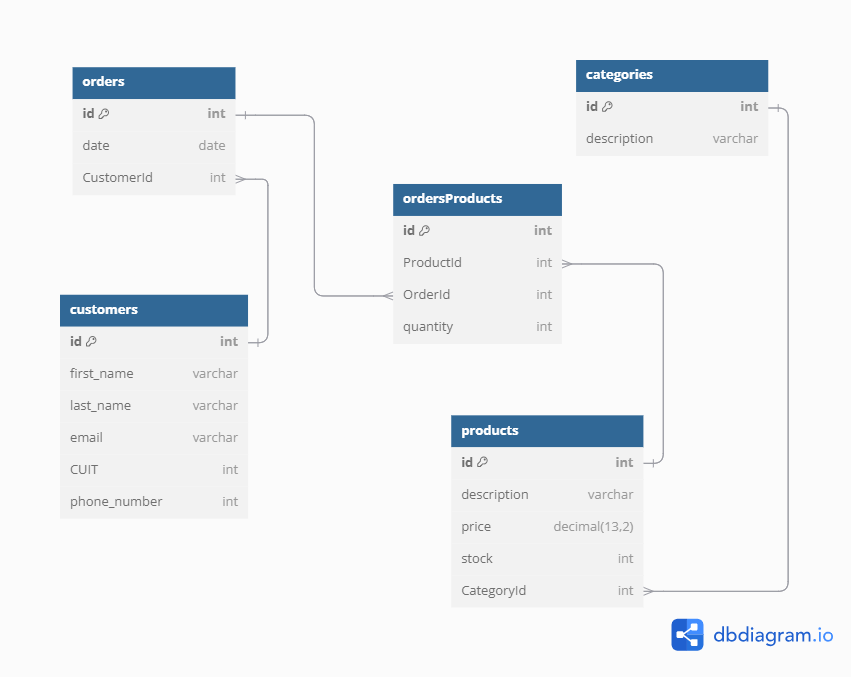 orders
id int
date date
CustomerId int
categories
id int
description varchar
ordersProducts
id int
ProductId int
OrderId int
quantity int
customers
id int
first_name varchar
last_name varchar
email varchar
CUIT int
phone_number int
products
id int
description varchar
price decimal(13,2)
stock int
CategoryId int
dbdiagram.io